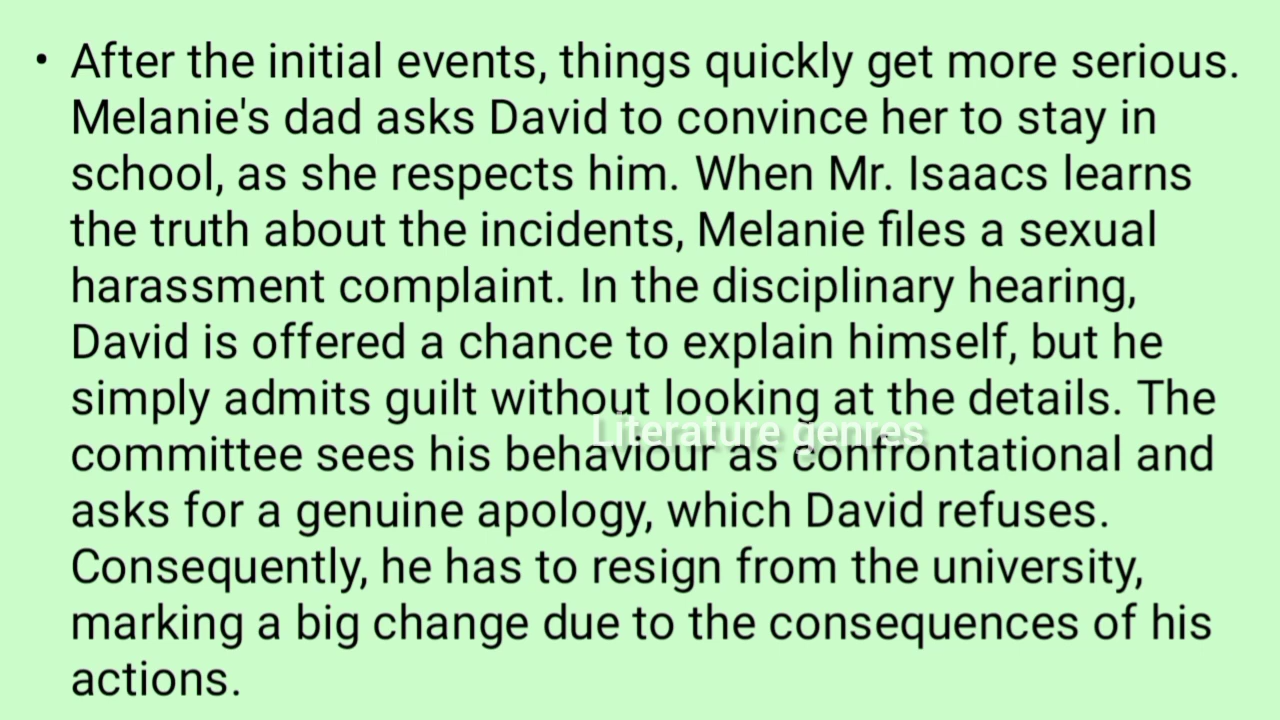 • After the initial events, things quickly get more serious.
Melanie's dad asks David to convince her to stay in
school, as she respects him. When Mr. Isaacs learns
the truth about the incidents, Melanie files a sexual
harassment complaint. In the disciplinary hearing,
David is offered a chance to explain himself, but he
simply admits guilt without looking at the details. The
Literature genres
committee sees his behaviour as confrontational and
asks for a genuine apology, which David refuses.
Consequently, he has to resign from the university,
marking a big change due to the consequences of his
actions.